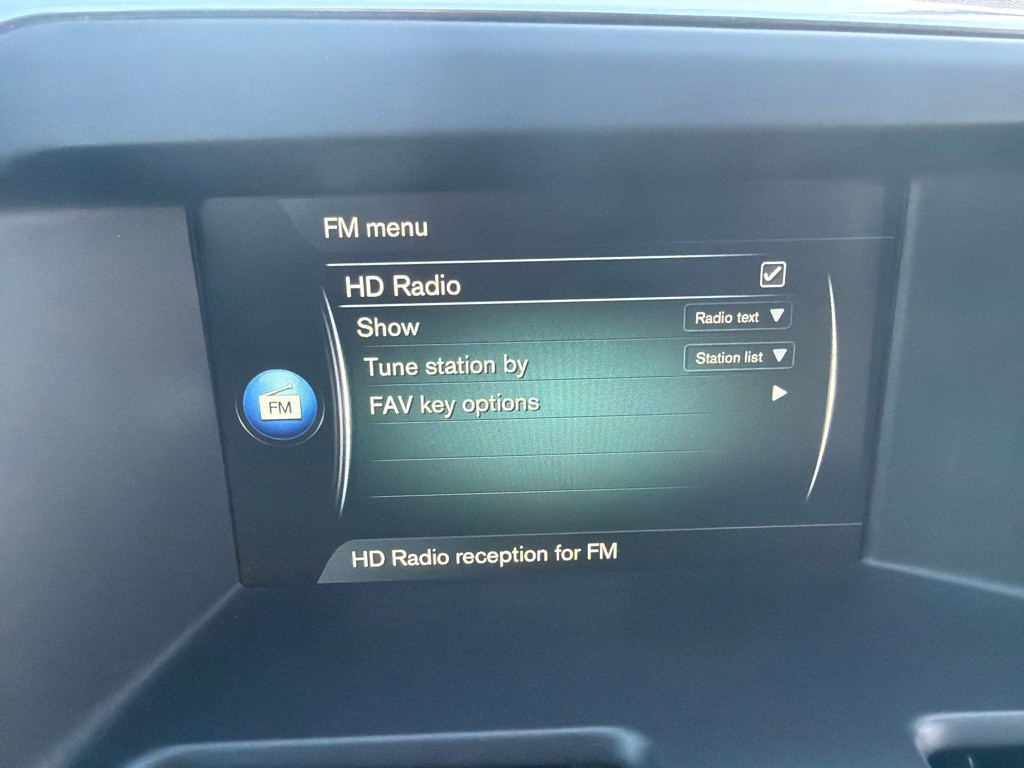 FM menu
HD Radio
Show Radio text
Tune station by Station list
FAV key options
FM
HD Radio reception for FM